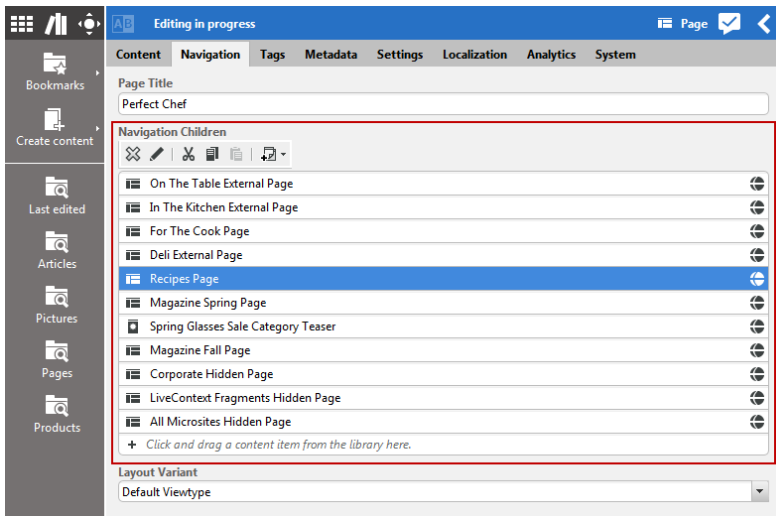 Editing in progress
Page
Content Navigation Tags Metadata Settings Localization Analytics System
Bookmarks
Create content
Last edited
Articles
Pictures
Pages
Products
Page Title
Perfect Chef
Navigation Children
On The Table External Page
In The Kitchen External Page
For The Cook Page
Deli External Page
Recipes Page
Magazine Spring Page
Spring Glasses Sale Category Teaser
Magazine Fall Page
Corporate Hidden Page
LiveContext Fragments Hidden Page
All Microsites Hidden Page
Click and drag a content item from the library here.
Layout Variant
Default Viewtype